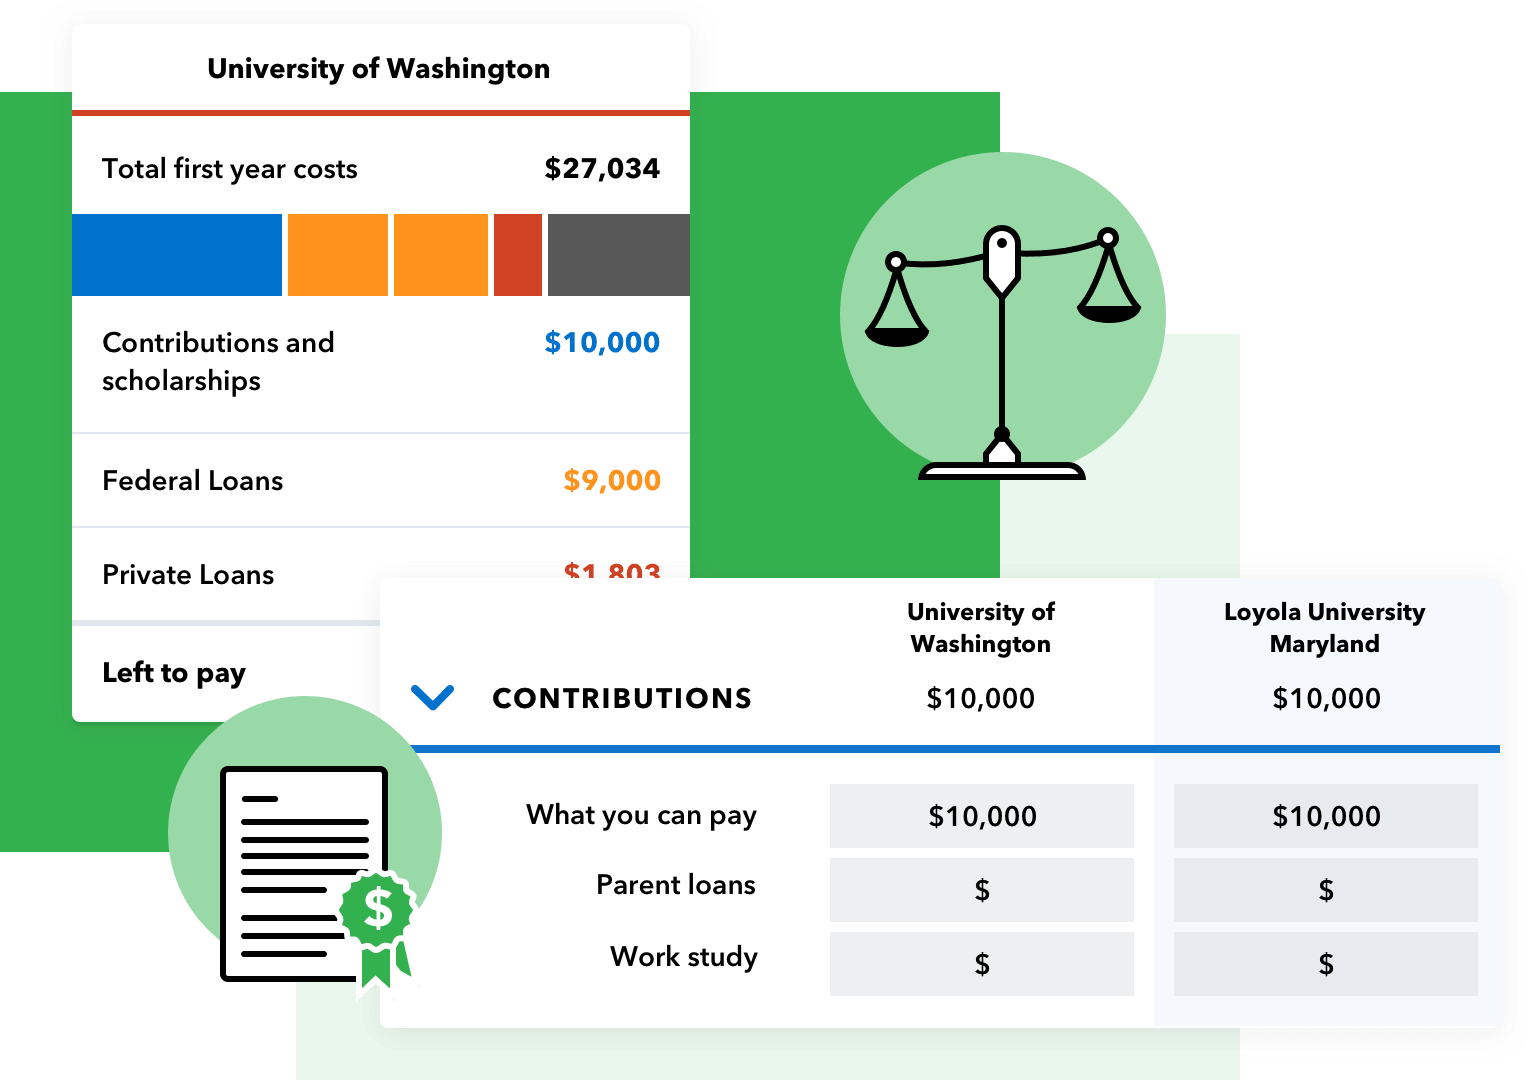 University of Washington
Total first year costs $27,034
Contributions and $10,000
scholarships
Federal Loans $9,000
Private Loans $1,803
Left to pay
University of Loyola University
Washington Maryland
CONTRIBUTIONS $10,000 $10,000
What you can pay $10,000 $10,000
Parent loans $ $
Work study $ $
$